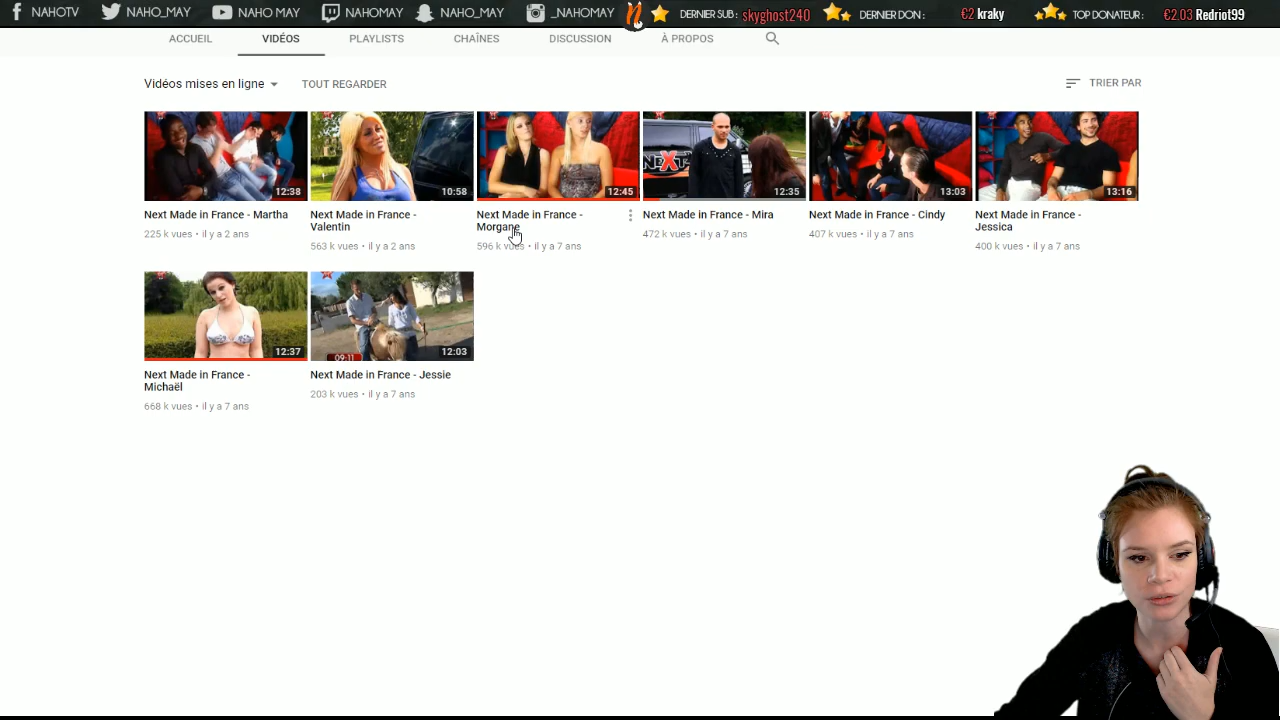 NAHOTV NAHO_MAY NAHO MAY NAHOMAY NAHO_MAY _NAHOMAY n DERNIER SUB : skyghost240 DERNIER DON : €2 kraky TOP DONATEUR : €2.03 Redriot99
ACCUEIL VIDÉOS PLAYLISTS CHAÎNES DISCUSSION À PROPOS
Vidéos mises en ligne TOUT REGARDER TRIER PAR
12:38 10:58 12:45 NEXT 12:35 13:03 13:16
Next Made in France - Martha
225 k vues • il y a 2 ans
Next Made in France -
Valentin
563 k vues • il y a 2 ans
Next Made in France -
Morgane
596 k vues • il y a 7 ans
Next Made in France - Mira
472 k vues • il y a 7 ans
Next Made in France - Cindy
407 k vues • il y a 7 ans
Next Made in France -
Jessica
400 k vues • il y a 7 ans
12:37 09:11 12:03
Next Made in France -
Michaël
668 k vues • il y a 7 ans
Next Made in France - Jessie
203 k vues • il y a 7 ans